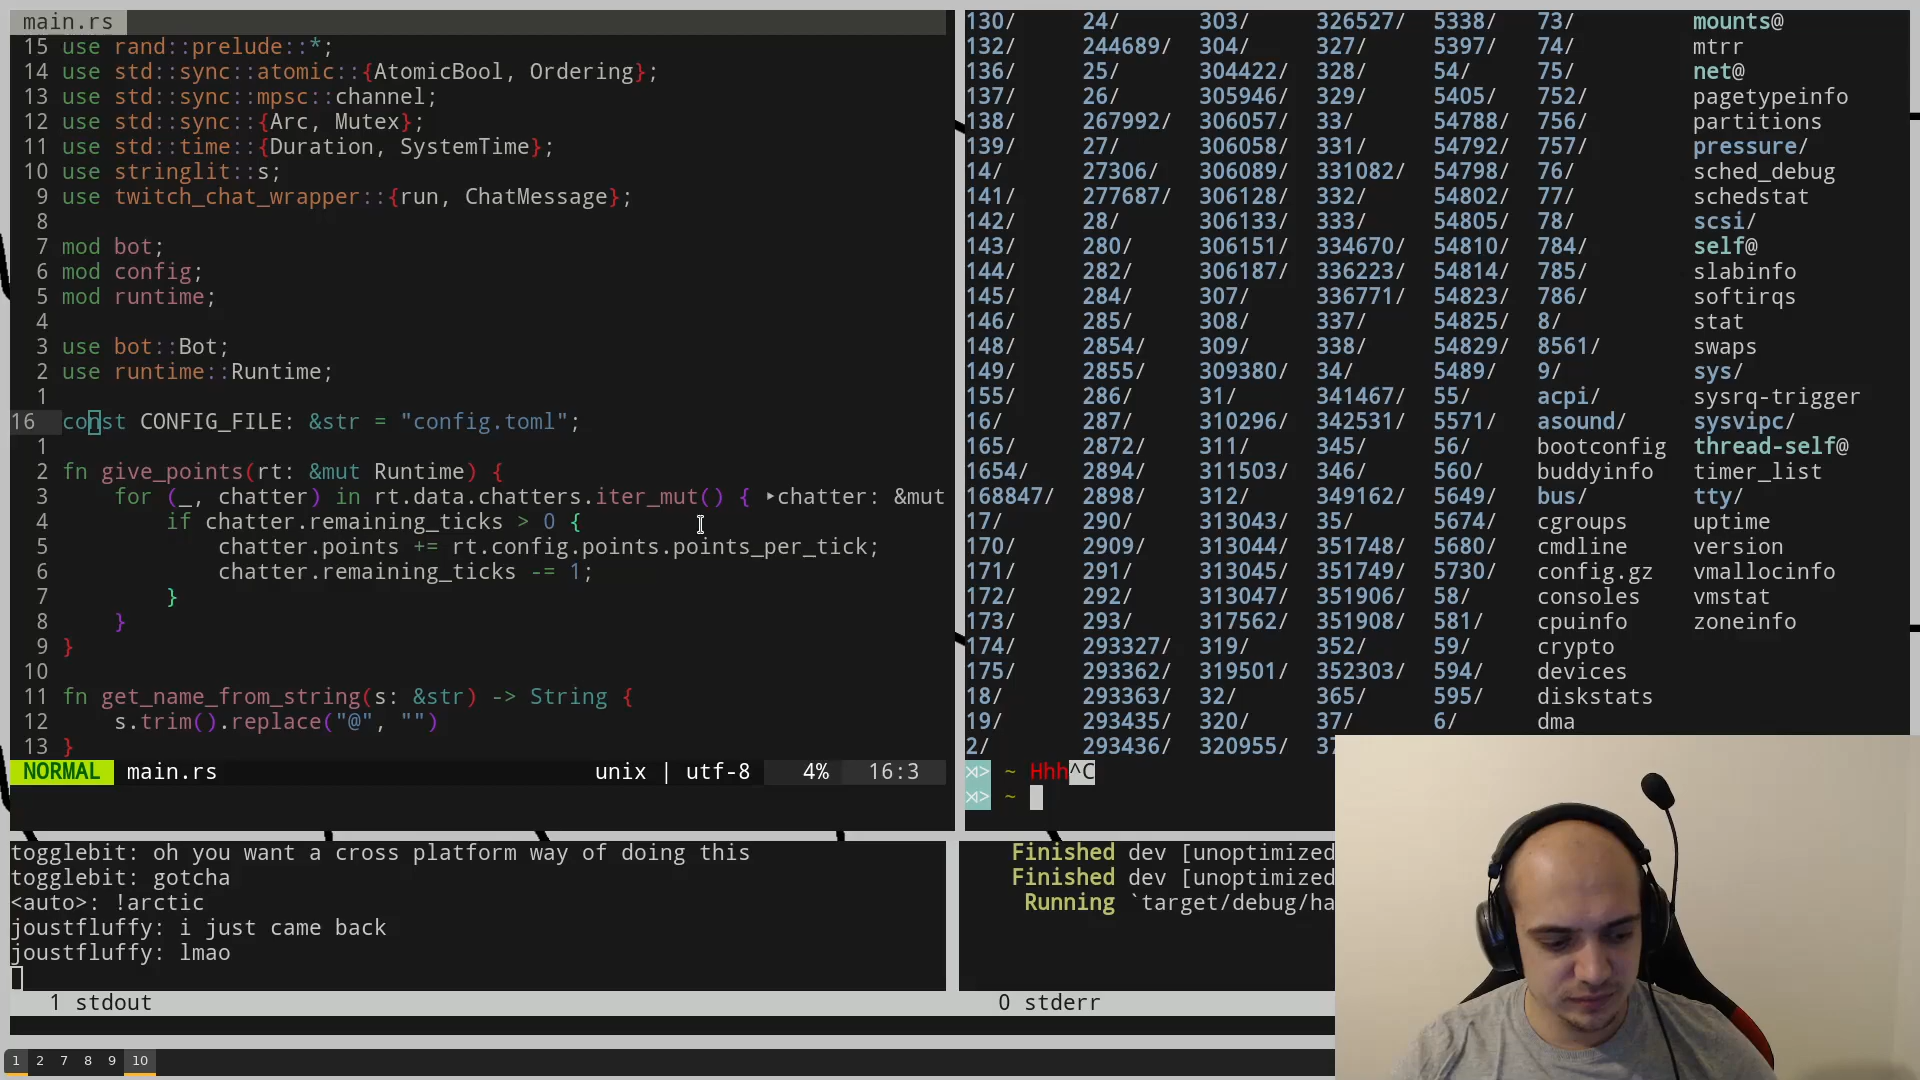 main.rs
15 use rand::prelude::*;
14 use std::sync::atomic::{AtomicBool, Ordering};
13 use std::sync::mpsc::channel;
12 use std::sync::{Arc, Mutex};
11 use std::time::{Duration, SystemTime};
10 use stringlit::s;
9 use twitch_chat_wrapper::{run, ChatMessage};
8
7 mod bot;
6 mod config;
5 mod runtime;
4
3 use bot::Bot;
2 use runtime::Runtime;
1
16 const CONFIG_FILE: &str = "config.toml";
1
2 fn give_points(rt: &mut Runtime) {
3 for (_, chatter) in rt.data.chatters.iter_mut() { ‣chatter: &mut
4 if chatter.remaining_ticks > 0 {
5 chatter.points += rt.config.points.points_per_tick;
6 chatter.remaining_ticks -= 1;
7 }
8 }
9 }
10
11 fn get_name_from_string(s: &str) -> String {
12 s.trim().replace("@", "")
13 }
NORMAL main.rs unix | utf-8 4% 16:3
130/ 24/ 303/ 326527/ 5338/ 73/ mounts@
132/ 244689/ 304/ 327/ 5397/ 74/ mtrr
136/ 25/ 304422/ 328/ 54/ 75/ net@
137/ 26/ 305946/ 329/ 5405/ 752/ pagetypeinfo
138/ 267992/ 306057/ 33/ 54788/ 756/ partitions
139/ 27/ 306058/ 331/ 54792/ 757/ pressure/
14/ 27306/ 306089/ 331082/ 54798/ 76/ sched_debug
141/ 277687/ 306128/ 332/ 54802/ 77/ schedstat
142/ 28/ 306133/ 333/ 54805/ 78/ scsi/
143/ 280/ 306151/ 334670/ 54810/ 784/ self@
144/ 282/ 306187/ 336223/ 54814/ 785/ slabinfo
145/ 284/ 307/ 336771/ 54823/ 786/ softirqs
146/ 285/ 308/ 337/ 54825/ 8/ stat
148/ 2854/ 309/ 338/ 54829/ 8561/ swaps
149/ 2855/ 309380/ 34/ 5489/ 9/ sys/
155/ 286/ 31/ 341467/ 55/ acpi/ sysrq-trigger
16/ 287/ 310296/ 342531/ 5571/ asound/ sysvipc/
165/ 2872/ 311/ 345/ 56/ bootconfig thread-self@
1654/ 2894/ 311503/ 346/ 560/ buddyinfo timer_list
168847/ 2898/ 312/ 349162/ 5649/ bus/ tty/
17/ 290/ 313043/ 35/ 5674/ cgroups uptime
170/ 2909/ 313044/ 351748/ 5680/ cmdline version
171/ 291/ 313045/ 351749/ 5730/ config.gz vmallocinfo
172/ 292/ 313047/ 351906/ 58/ consoles vmstat
173/ 293/ 317562/ 351908/ 581/ cpuinfo zoneinfo
174/ 293327/ 319/ 352/ 59/ crypto
175/ 293362/ 319501/ 352303/ 594/ devices
18/ 293363/ 32/ 365/ 595/ diskstats
19/ 293435/ 320/ 37/ 6/ dma
2/ 293436/ 320955/
~ Hhh^C
~
togglebit: oh you want a cross platform way of doing this
togglebit: gotcha
<auto>: !arctic
joustfluffy: i just came back
joustfluffy: lmao
1 stdout
Finished dev [unoptimized
Finished dev [unoptimized
Running `target/debug/ha
0 stderr
1 2 7 8 9 10